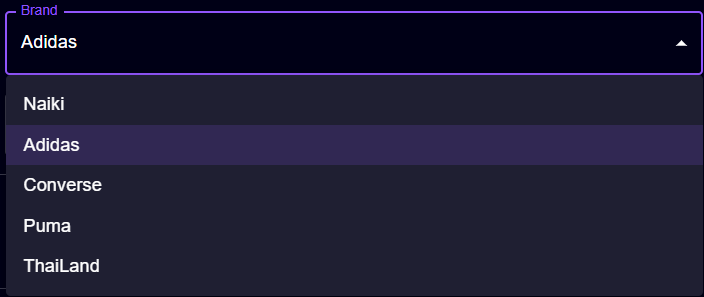 Brand
Adidas
Naiki
Adidas
Converse
Puma
ThaiLand